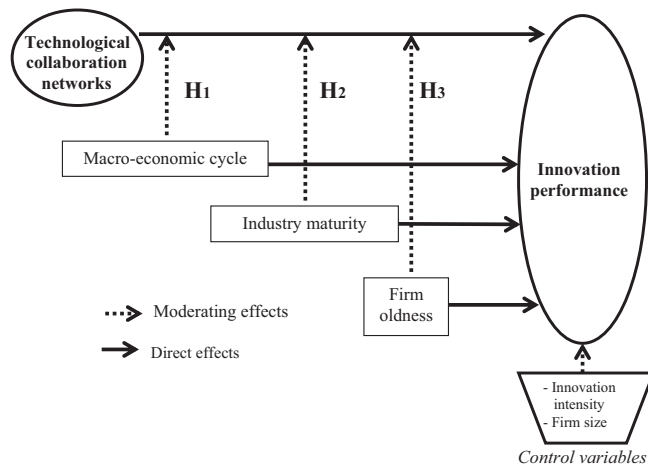 Technological
collaboration
networks
H1
H2
H3
Macro-economic cycle
Innovation
performance
Industry maturity
Firm
oldness
Moderating effects
Direct effects
- Innovation
intensity
- Firm size
Control variables